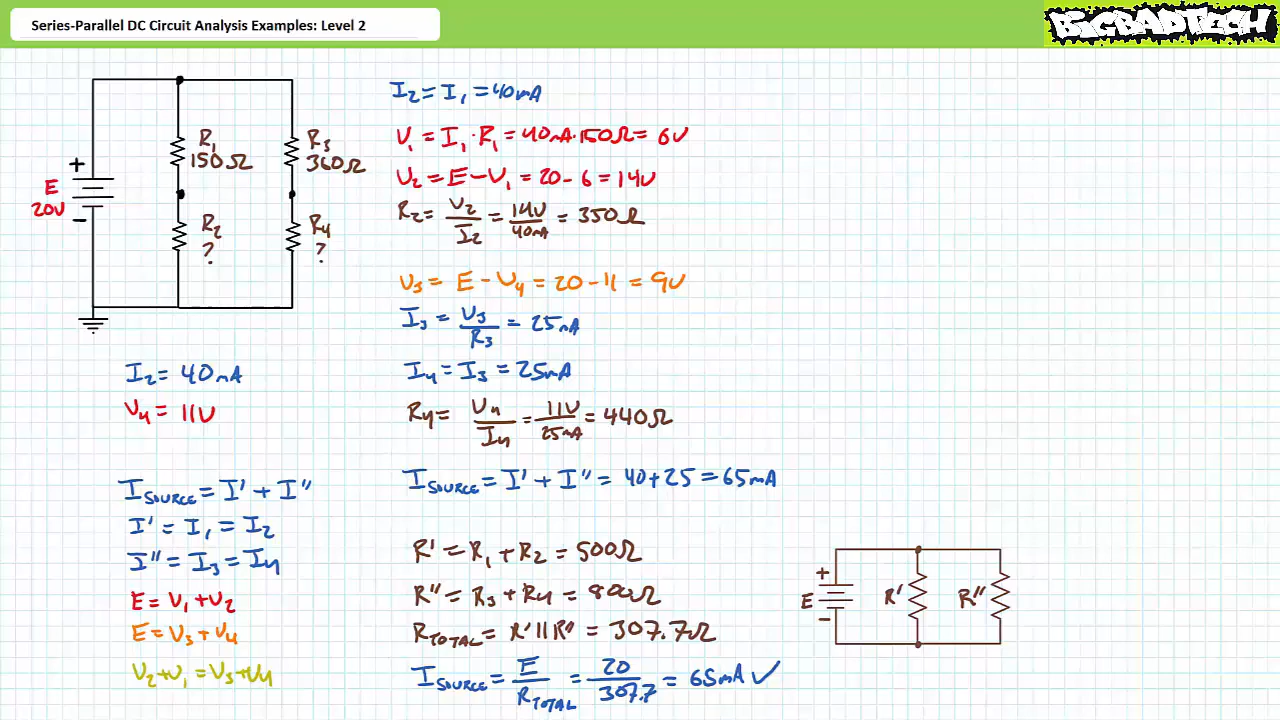 Series-Parallel DC Circuit Analysis Examples: Level 2
BIGBADTECH
R1
150Ω
R3
360Ω
+
E
20V
-
R2
?
R4
?
I2 = 40mA
V4 = 11V
ISOURCE = I' + I"
I' = I1 = I2
I" = I3 = I4
E = V1 + V2
E = V3 + V4
V2 + V1 = V3 + V4
I2 = I1 = 40mA
V1 = I1 · R1 = 40mA·150Ω = 6V
V2 = E - V1 = 20 - 6 = 14V
R2 = V2/I2 = 14V/40mA = 350Ω
V3 = E - V4 = 20 - 11 = 9V
I3 = V3/R3 = 25mA
I4 = I3 = 25mA
R4 = V4/I4 = 11V/25mA = 440Ω
ISOURCE = I' + I" = 40 + 25 = 65mA
R' = R1 + R2 = 500Ω
R" = R3 + R4 = 800Ω
RTOTAL = R' || R" = 307.7Ω
ISOURCE = E/RTOTAL = 20/307.7 = 65mA ✓
+
E
-
R'
R"